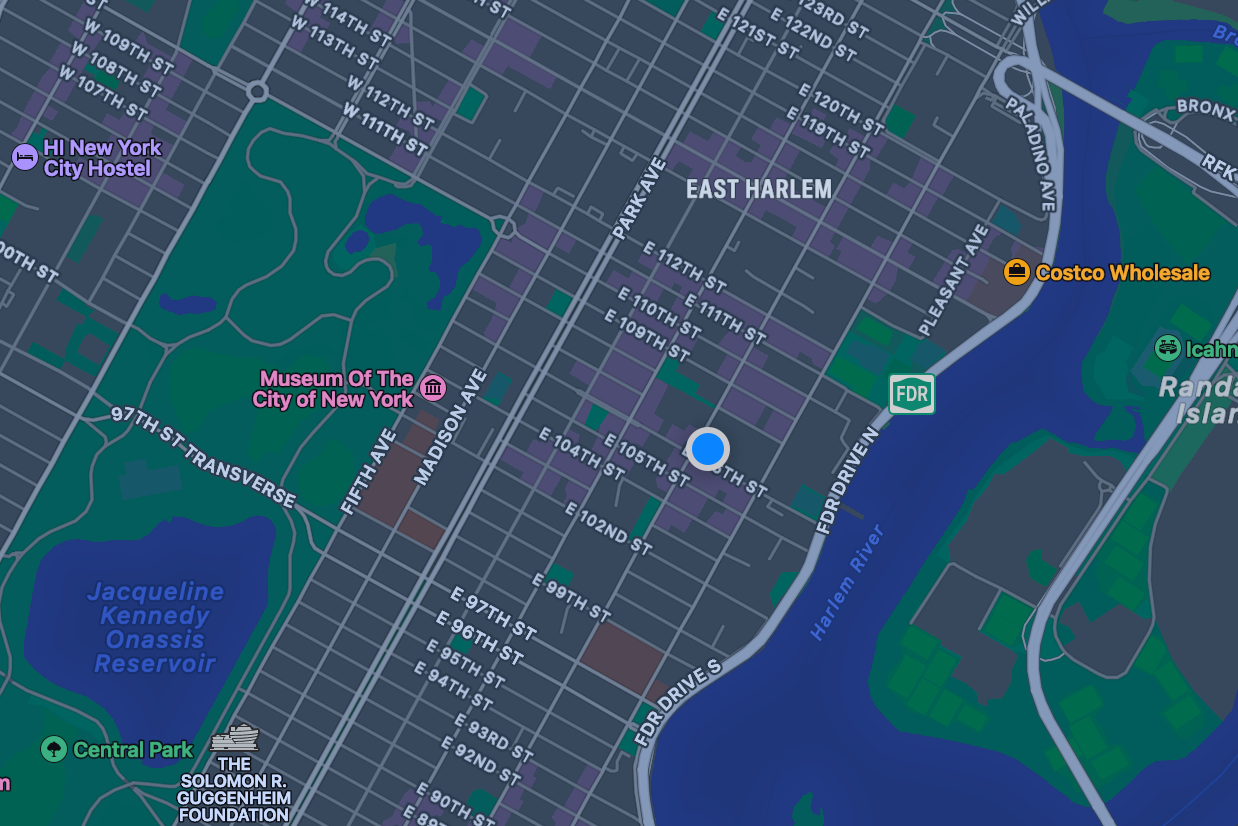 W 114TH ST
W 113TH ST
W 109TH ST
W 108TH ST
W 107TH ST
W 112TH ST
W 111TH ST
HI New York
City Hostel
00TH ST
123RD ST
E 122ND ST
E 121ST ST
E 120TH ST
E 119TH ST
PARK AVE
EAST HARLEM
PALADINO AVE
BRONX
RFK
PLEASANT AVE
Costco Wholesale
E 112TH ST
E 111TH ST
E 110TH ST
E 109TH ST
Icahn
Randa
Islan
FDR
Museum Of The
City of New York
MADISON AVE
FIFTH AVE
97TH ST TRANSVERSE
E 105TH ST
E 104TH ST
E 102ND ST
FDR DRIVE N
Harlem River
E 99TH ST
E 97TH ST
E 96TH ST
E 95TH ST
E 94TH ST
E 93RD ST
E 92ND ST
E 90TH ST
FDR DRIVE S
Jacqueline
Kennedy
Onassis
Reservoir
Central Park
THE
SOLOMON R.
GUGGENHEIM
FOUNDATION